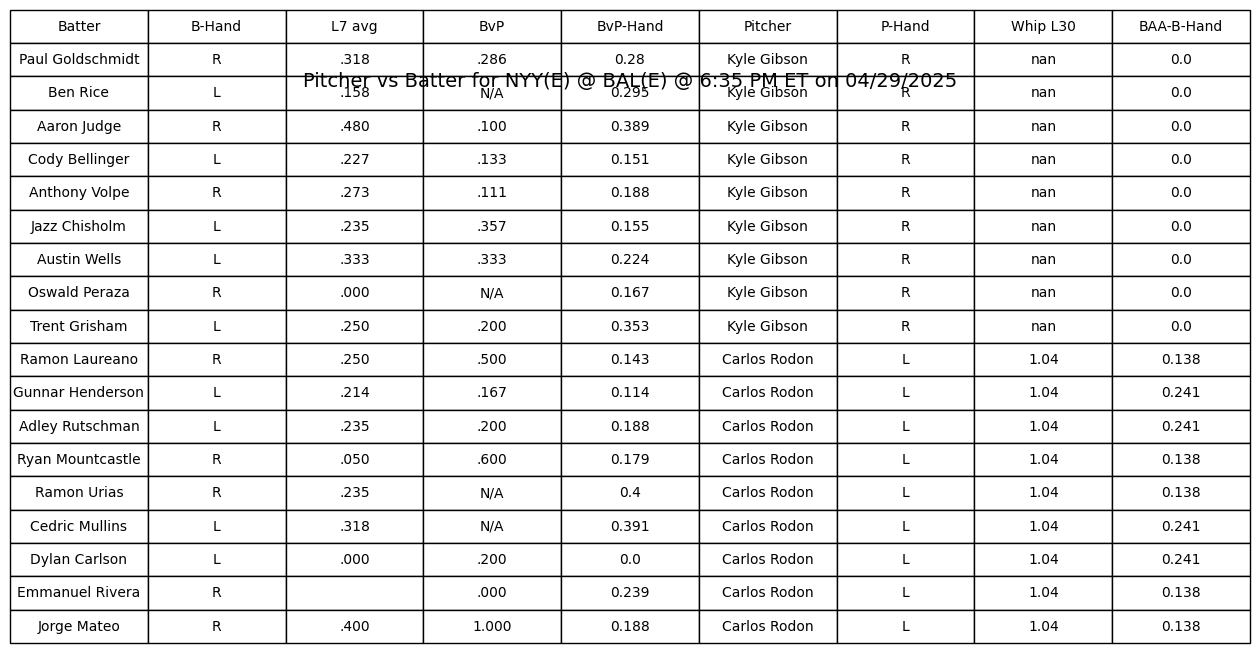 Batter B-Hand L7 avg BvP BvP-Hand Pitcher P-Hand Whip L30 BAA-B-Hand
Paul Goldschmidt R .318 .286 0.28 Kyle Gibson R nan 0.0
Pitcher vs Batter for NYY(E) @ BAL(E) @ 6:35 PM ET on 04/29/2025
Ben Rice L .158 N/A 0.295 Kyle Gibson R nan 0.0
Aaron Judge R .480 .100 0.389 Kyle Gibson R nan 0.0
Cody Bellinger L .227 .133 0.151 Kyle Gibson R nan 0.0
Anthony Volpe R .273 .111 0.188 Kyle Gibson R nan 0.0
Jazz Chisholm L .235 .357 0.155 Kyle Gibson R nan 0.0
Austin Wells L .333 .333 0.224 Kyle Gibson R nan 0.0
Oswald Peraza R .000 N/A 0.167 Kyle Gibson R nan 0.0
Trent Grisham L .250 .200 0.353 Kyle Gibson R nan 0.0
Ramon Laureano R .250 .500 0.143 Carlos Rodon L 1.04 0.138
Gunnar Henderson L .214 .167 0.114 Carlos Rodon L 1.04 0.241
Adley Rutschman L .235 .200 0.188 Carlos Rodon L 1.04 0.241
Ryan Mountcastle R .050 .600 0.179 Carlos Rodon L 1.04 0.138
Ramon Urias R .235 N/A 0.4 Carlos Rodon L 1.04 0.138
Cedric Mullins L .318 N/A 0.391 Carlos Rodon L 1.04 0.241
Dylan Carlson L .000 .200 0.0 Carlos Rodon L 1.04 0.241
Emmanuel Rivera R .000 0.239 Carlos Rodon L 1.04 0.138
Jorge Mateo R .400 1.000 0.188 Carlos Rodon L 1.04 0.138